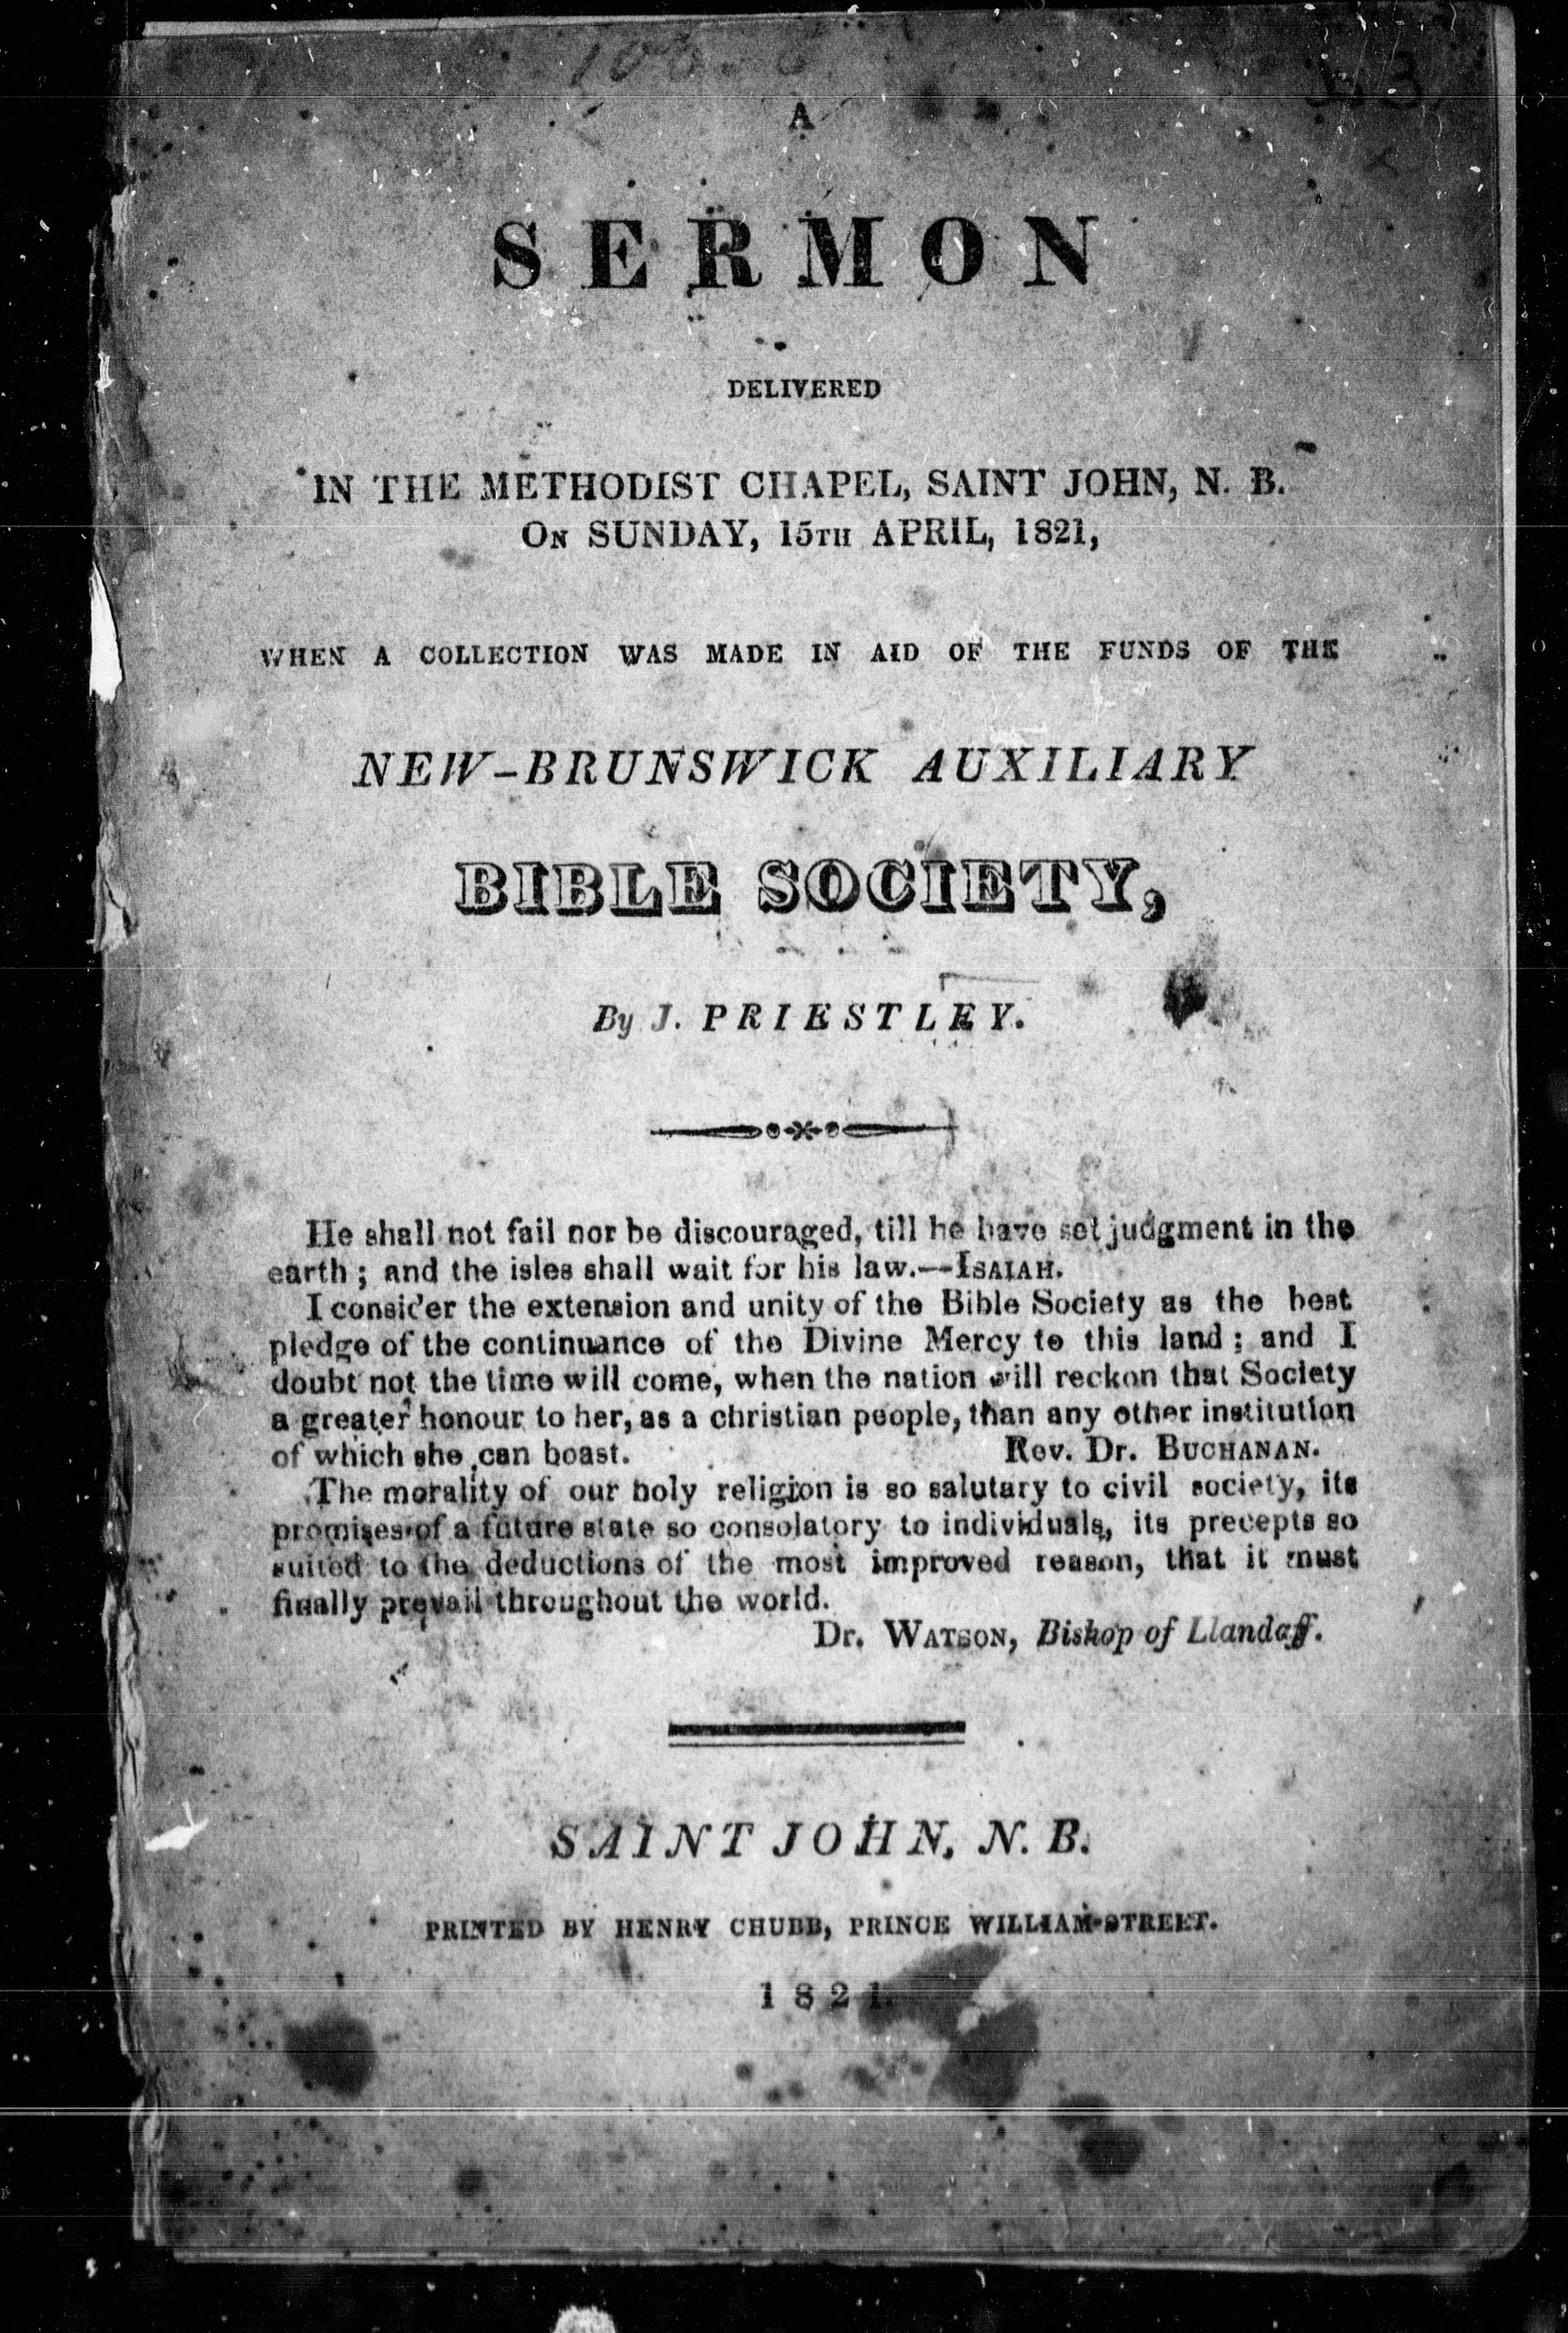 A
SERMON
DELIVERED
IN THE METHODIST CHAPEL, SAINT JOHN, N. B.
ON SUNDAY, 15TH APRIL, 1821,
WHEN A COLLECTION WAS MADE IN AID OF THE FUNDS OF THE
NEW-BRUNSWICK AUXILIARY
BIBLE SOCIETY,
By J. PRIESTLEY.
He shall not fail nor be discouraged, till he have set judgment in the
earth ; and the isles shall wait for his law.--ISAIAH.
I consider the extension and unity of the Bible Society as the best
pledge of the continuance of the Divine Mercy to this land ; and I
doubt not the time will come, when the nation will reckon that Society
a greater honour to her, as a christian people, than any other institution
of which she can boast. Rev. Dr. BUCHANAN.
The morality of our holy religion is so salutary to civil society, its
promises of a future state so consolatory to individuals, its precepts so
suited to the deductions of the most improved reason, that it must
finally prevail throughout the world.
Dr. WATSON, Bishop of Llandaff.
SAINT JOHN, N. B.
PRINTED BY HENRY CHUBB, PRINCE WILLIAM-STREET.
1821.